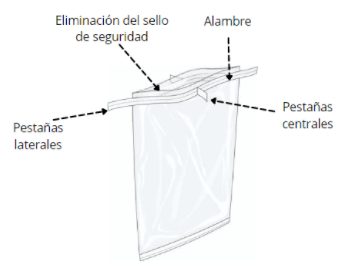 Eliminación del sello
de seguridad
Alambre
Pestañas
laterales
Pestañas
centrales